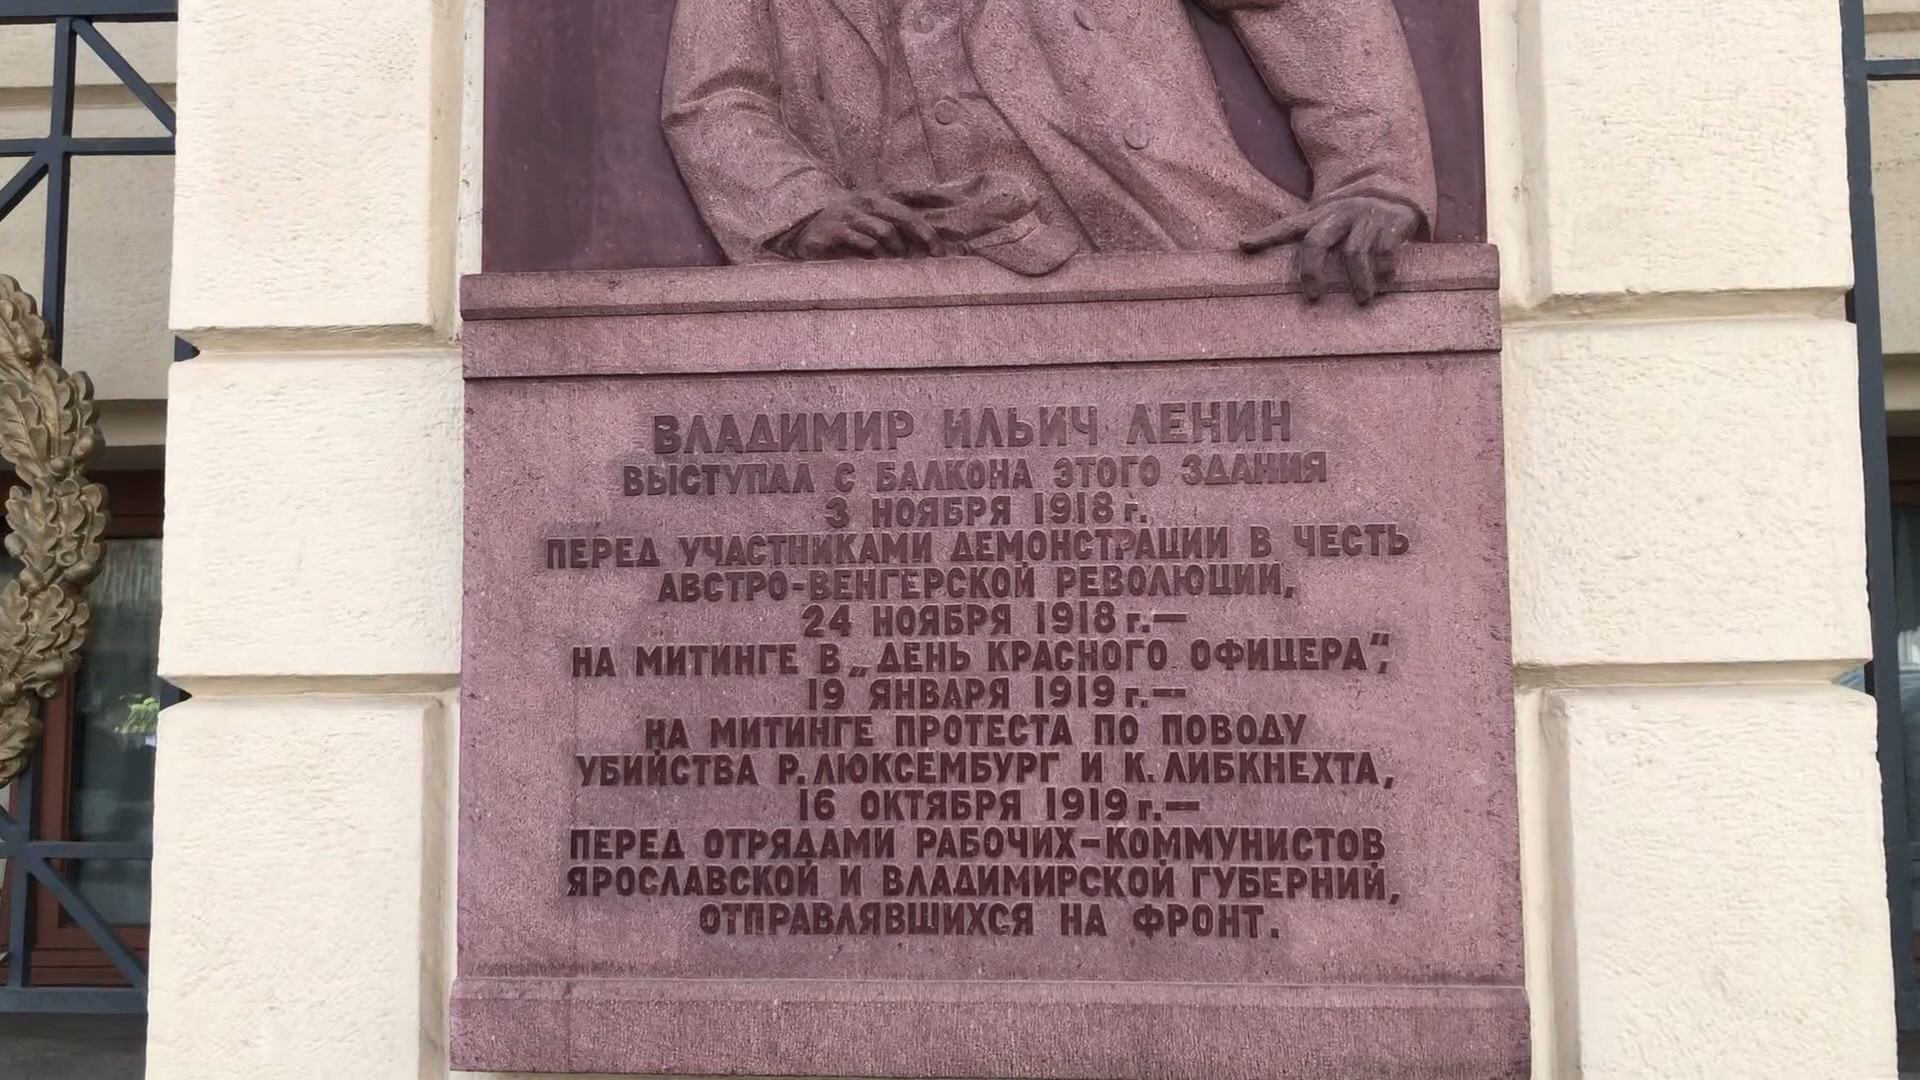 ВЛАДИМИР ИЛЬИЧ ЛЕНИН
ВЫСТУПАЛ С БАЛКОНА ЭТОГО ЗДАНИЯ
3 НОЯБРЯ 1918 г.
ПЕРЕД УЧАСТНИКАМИ ДЕМОНСТРАЦИИ В ЧЕСТЬ
АВСТРО-ВЕНГЕРСКОЙ РЕВОЛЮЦИИ,
24 НОЯБРЯ 1918 г.—
НА МИТИНГЕ В „ДЕНЬ КРАСНОГО ОФИЦЕРА“,
19 ЯНВАРЯ 1919 г.—
НА МИТИНГЕ ПРОТЕСТА ПО ПОВОДУ
УБИЙСТВА Р. ЛЮКСЕМБУРГ И К. ЛИБКНЕХТА,
16 ОКТЯБРЯ 1919 г.—
ПЕРЕД ОТРЯДАМИ РАБОЧИХ-КОММУНИСТОВ
ЯРОСЛАВСКОЙ И ВЛАДИМИРСКОЙ ГУБЕРНИЙ,
ОТПРАВЛЯВШИХСЯ НА ФРОНТ.